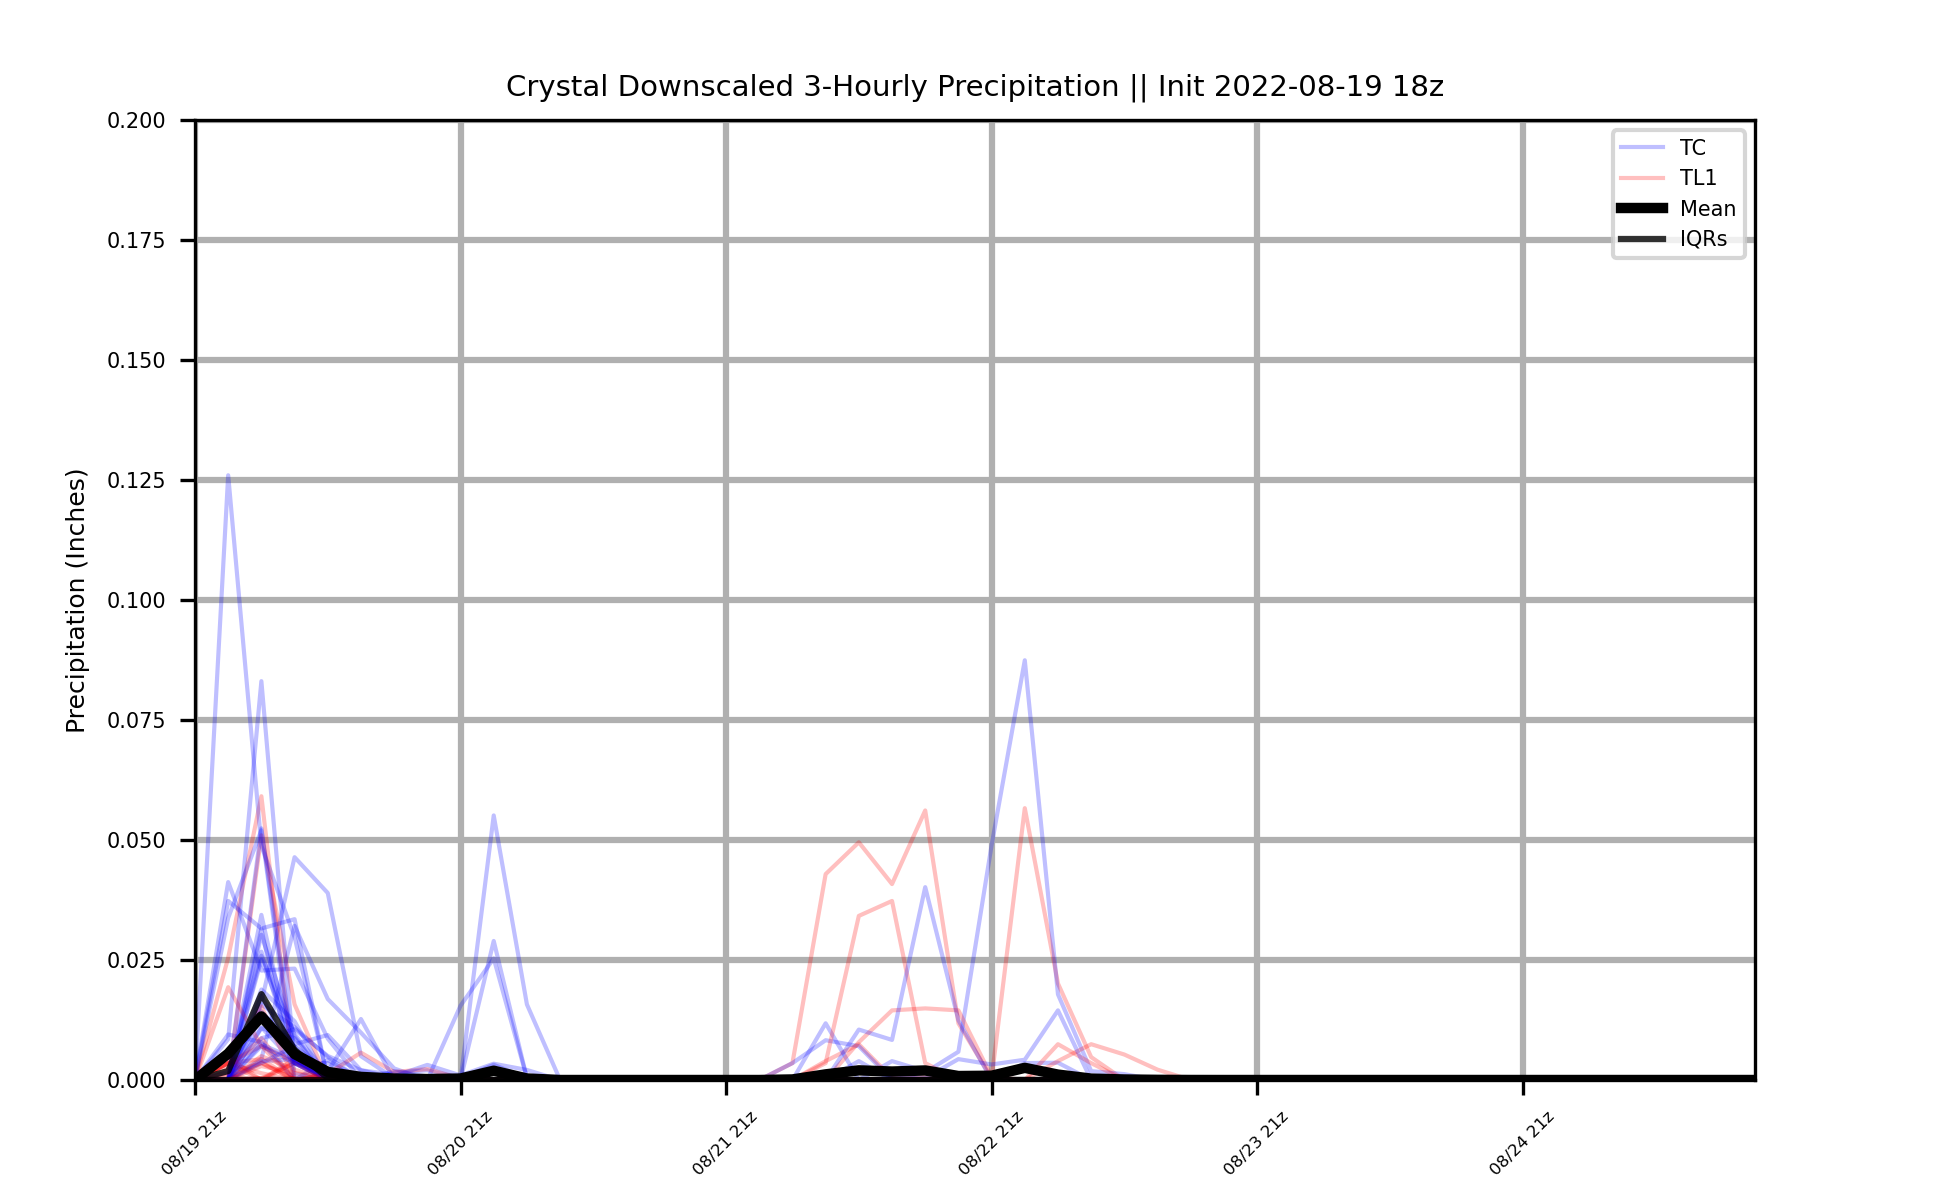 Crystal Downscaled 3-Hourly Precipitation || Init 2022-08-19 18z
0.200
0.175
0.150
0.125
0.100
0.075
0.050
0.025
0.000
Precipitation (Inches)
TC
TL1
Mean
IQRs
08/19 21z
08/20 21z
08/21 21z
08/22 21z
08/23 21z
08/24 21z